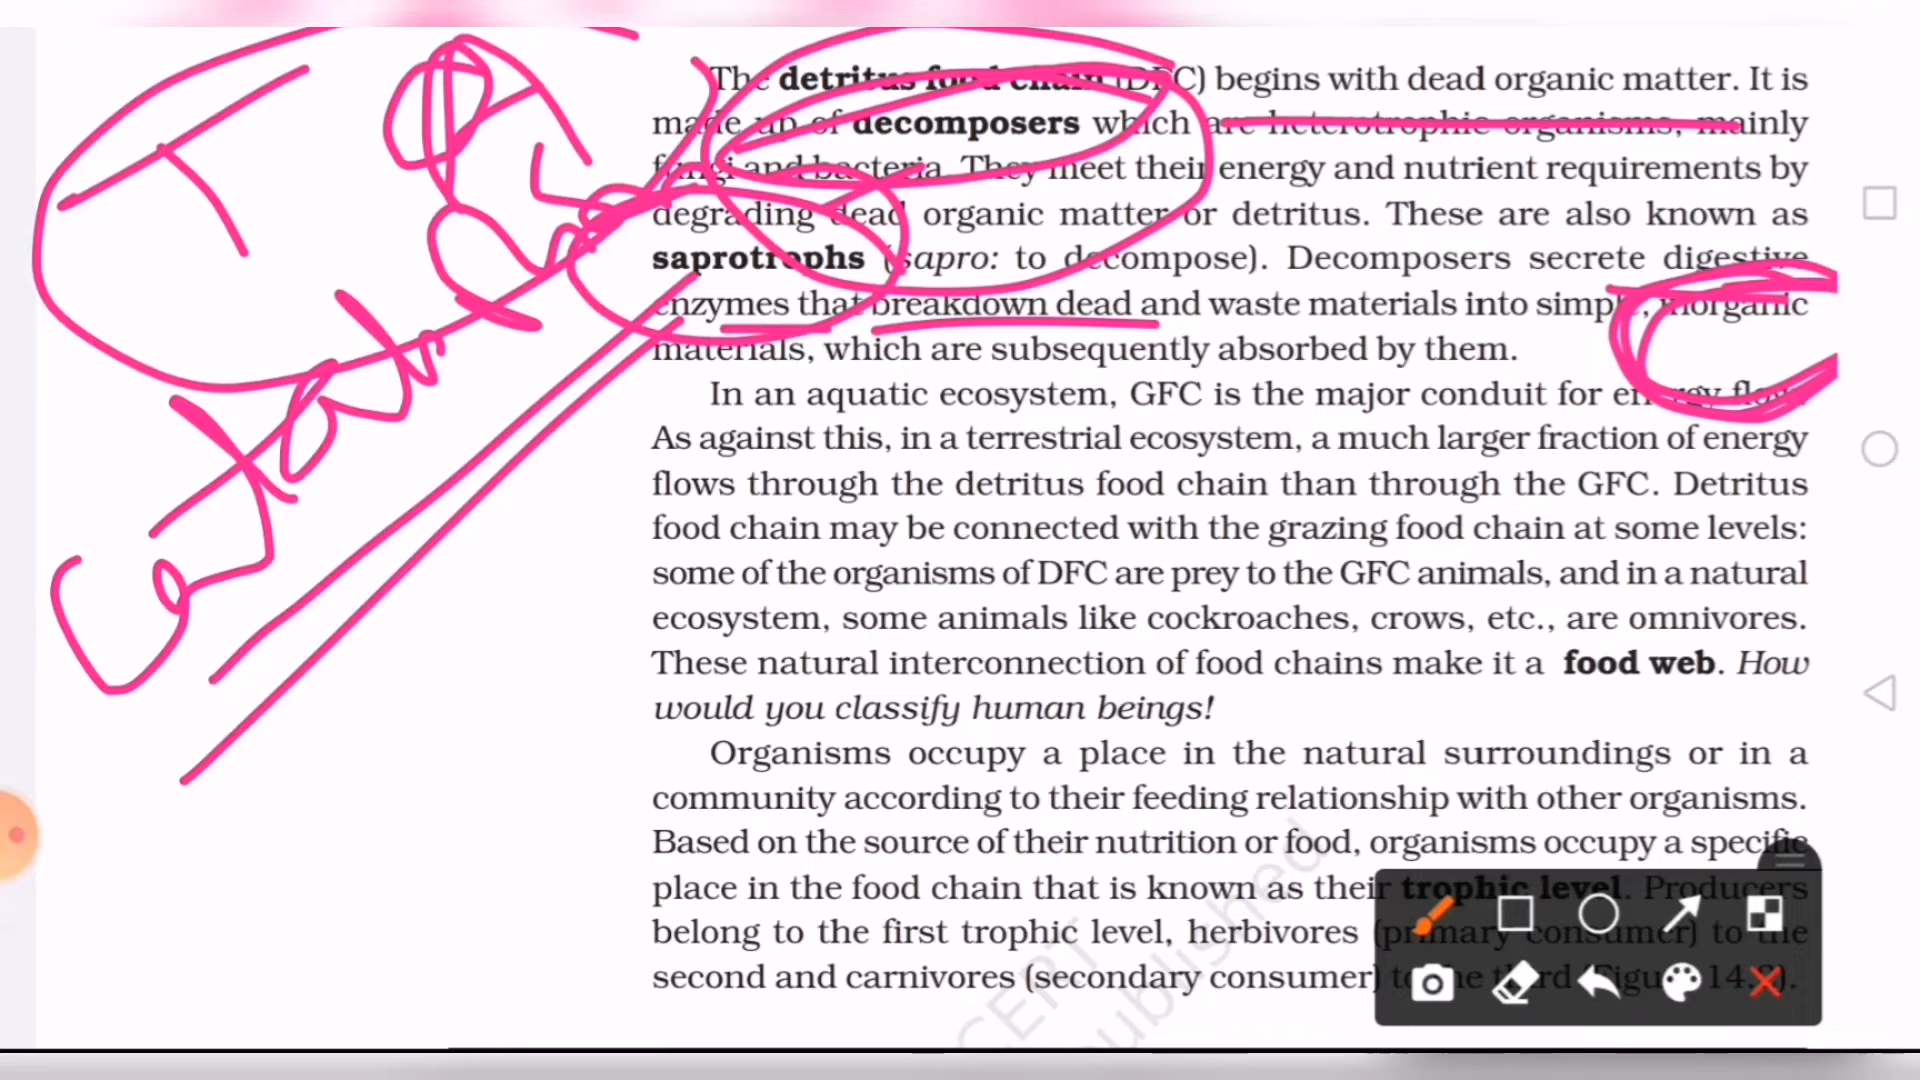 The detritus food chain (DFC) begins with dead organic matter. It is
made up of decomposers which are heterotrophic organisms, mainly
fungi and bacteria. They meet their energy and nutrient requirements by
degrading dead organic matter or detritus. These are also known as
saprotrophs (sapro: to decompose). Decomposers secrete digestive
enzymes that breakdown dead and waste materials into simple, inorganic
materials, which are subsequently absorbed by them.
In an aquatic ecosystem, GFC is the major conduit for energy flow.
As against this, in a terrestrial ecosystem, a much larger fraction of energy
flows through the detritus food chain than through the GFC. Detritus
food chain may be connected with the grazing food chain at some levels:
some of the organisms of DFC are prey to the GFC animals, and in a natural
ecosystem, some animals like cockroaches, crows, etc., are omnivores.
These natural interconnection of food chains make it a food web. How
would you classify human beings!
Organisms occupy a place in the natural surroundings or in a
community according to their feeding relationship with other organisms.
Based on the source of their nutrition or food, organisms occupy a specific
place in the food chain that is known as their trophic level. Producers
belong to the first trophic level, herbivores (primary consumer) to the
second and carnivores (secondary consumer) to the third (Figure 14.2).